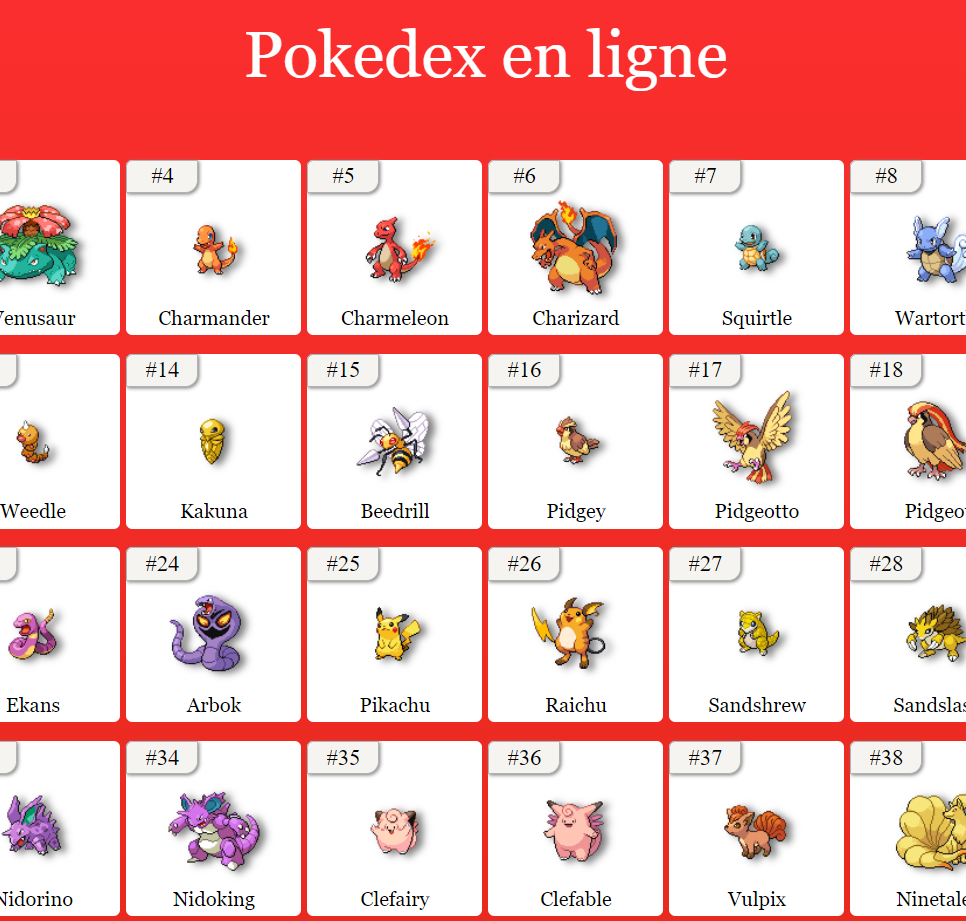 Pokedex en ligne
#4 #5 #6 #7 #8
Venusaur Charmander Charmeleon Charizard Squirtle Wartort
#14 #15 #16 #17 #18
Weedle Kakuna Beedrill Pidgey Pidgeotto Pidgeo
#24 #25 #26 #27 #28
Ekans Arbok Pikachu Raichu Sandshrew Sandslas
#34 #35 #36 #37 #38
Nidorino Nidoking Clefairy Clefable Vulpix Ninetale